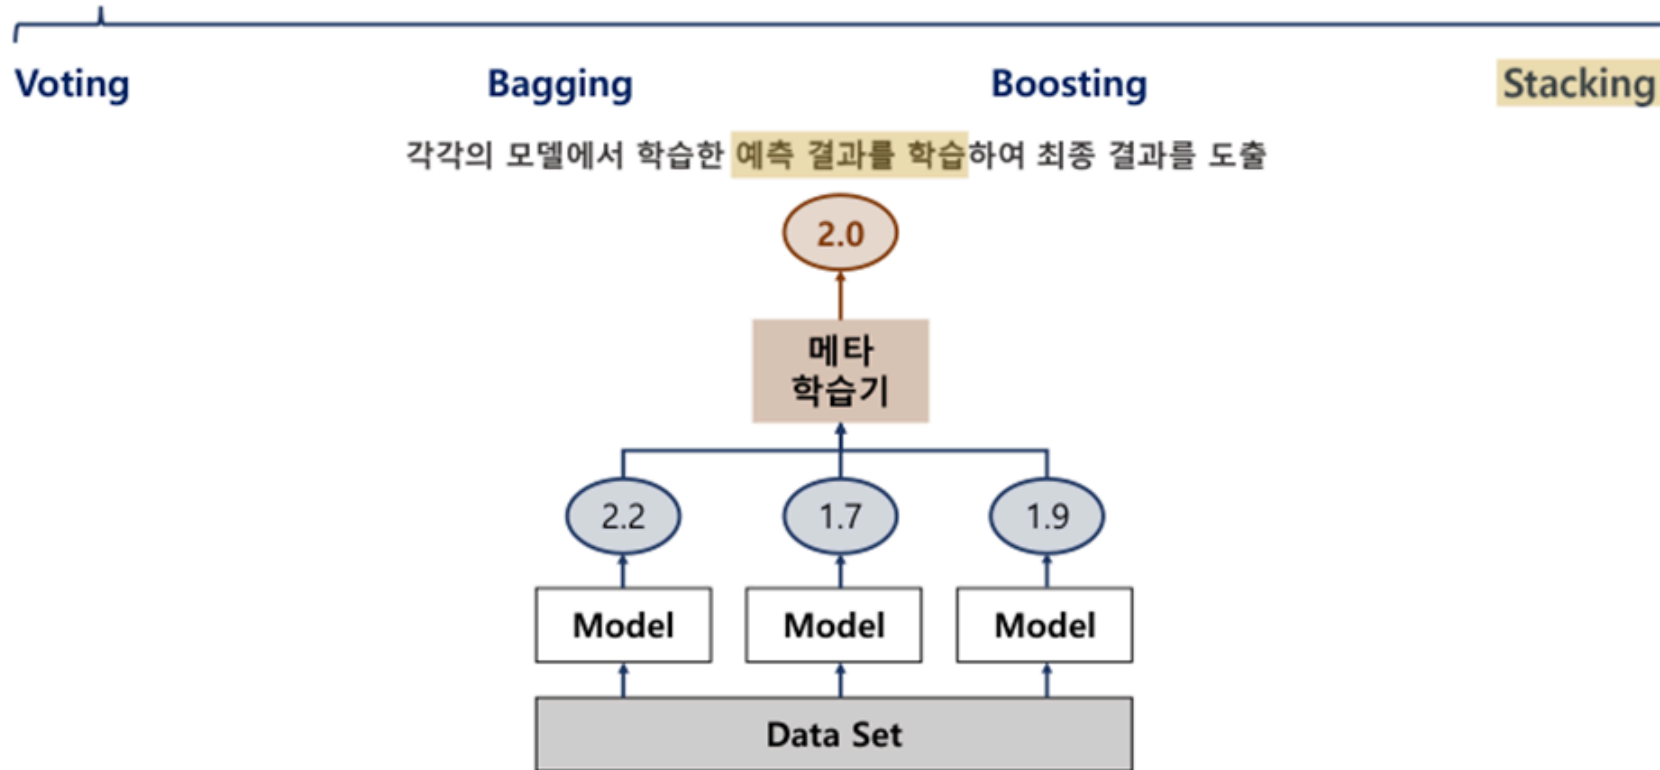 Voting Bagging Boosting Stacking
각각의 모델에서 학습한 예측 결과를 학습하여 최종 결과를 도출
2.0
메타
학습기
2.2 1.7 1.9
Model Model Model
Data Set